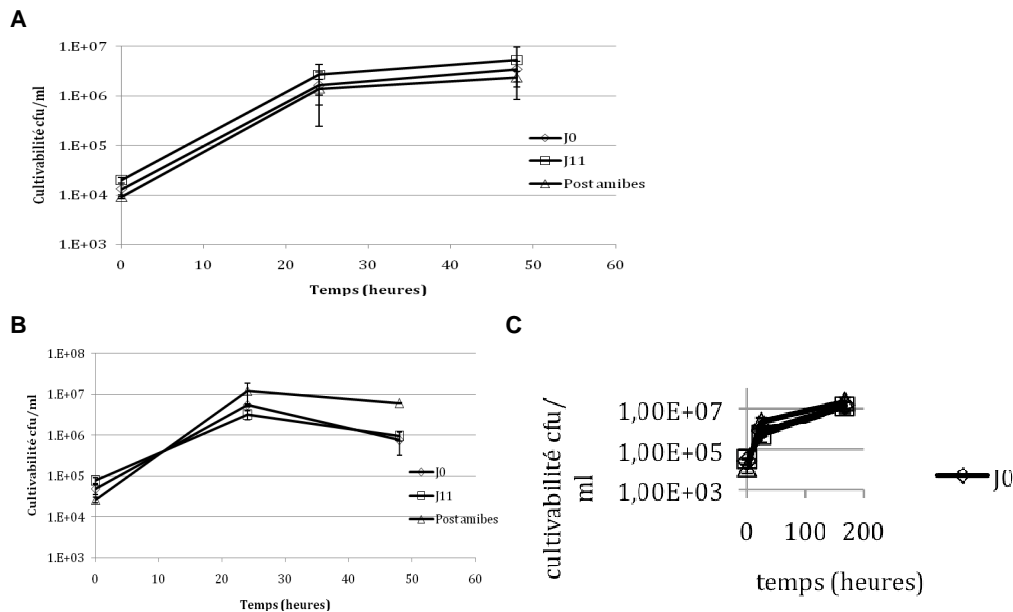 A
Cultivabilité cfu/ml
1.E+07
1.E+06
1.E+05
1.E+04
1.E+03
0 10 20 30 40 50 60
Temps (heures)
J0
J11
Post amibes
B
Cultivabilité cfu/ml
1.E+08
1.E+07
1.E+06
1.E+05
1.E+04
1.E+03
0 10 20 30 40 50 60
Temps (heures)
J0
J11
Post amibes
C
cultivabilité cfu/
ml
1,00E+07
1,00E+05
1,00E+03
0 100 200
temps (heures)
J0